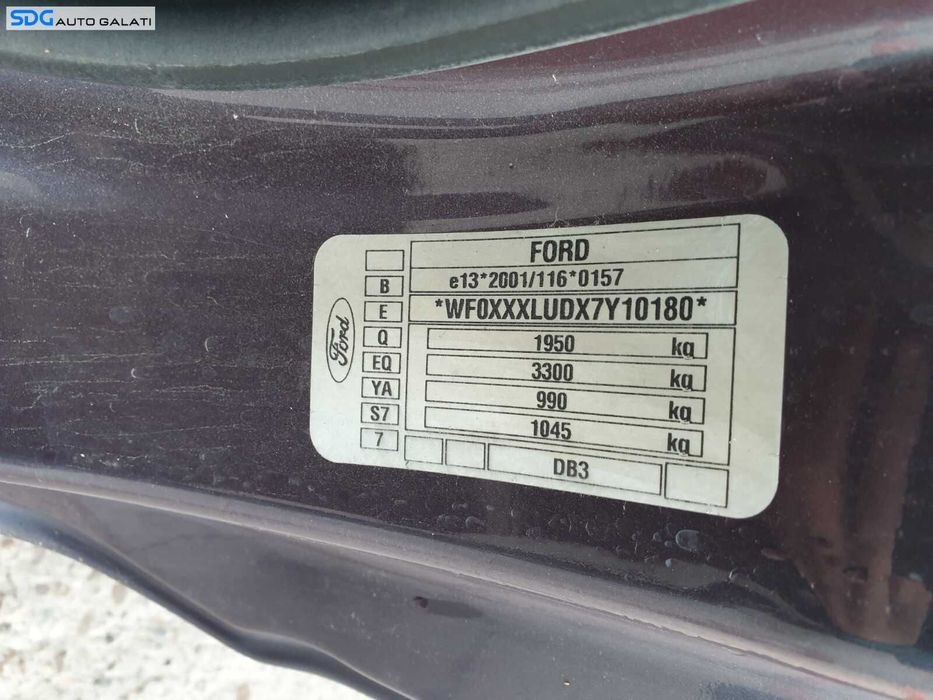 SDG AUTO GALATI
FORD
e13*2001/116*0157
*WF0XXXLUDX7Y10180*
1950 kg
3300 kg
990 kg
1045 kg
DB3
B
E
Q
EQ
YA
S7
7
Ford